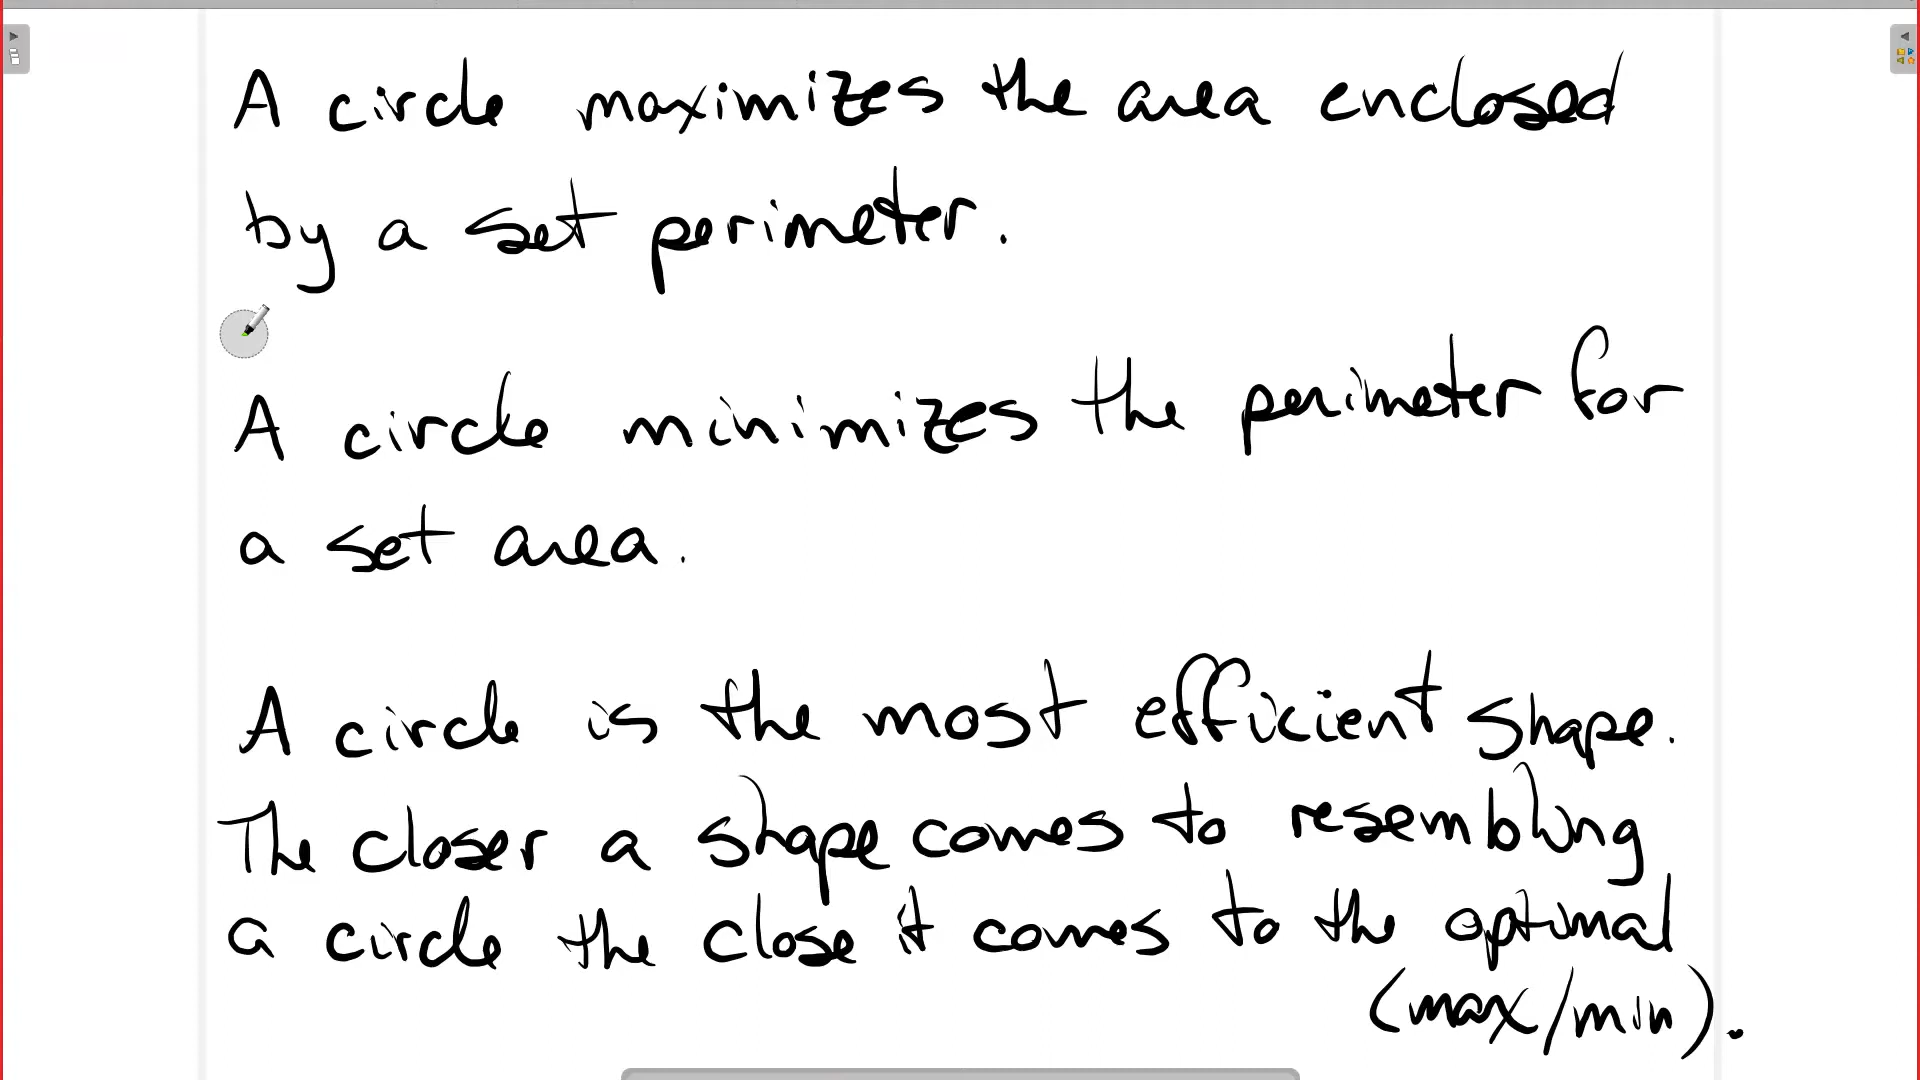 A circle maximizes the area enclosed
by a set perimeter.
A circle minimizes the perimeter for
a set area.
A circle is the most efficient shape.
The closer a shape comes to resembling
a circle the close it comes to the optimal
(max/min).